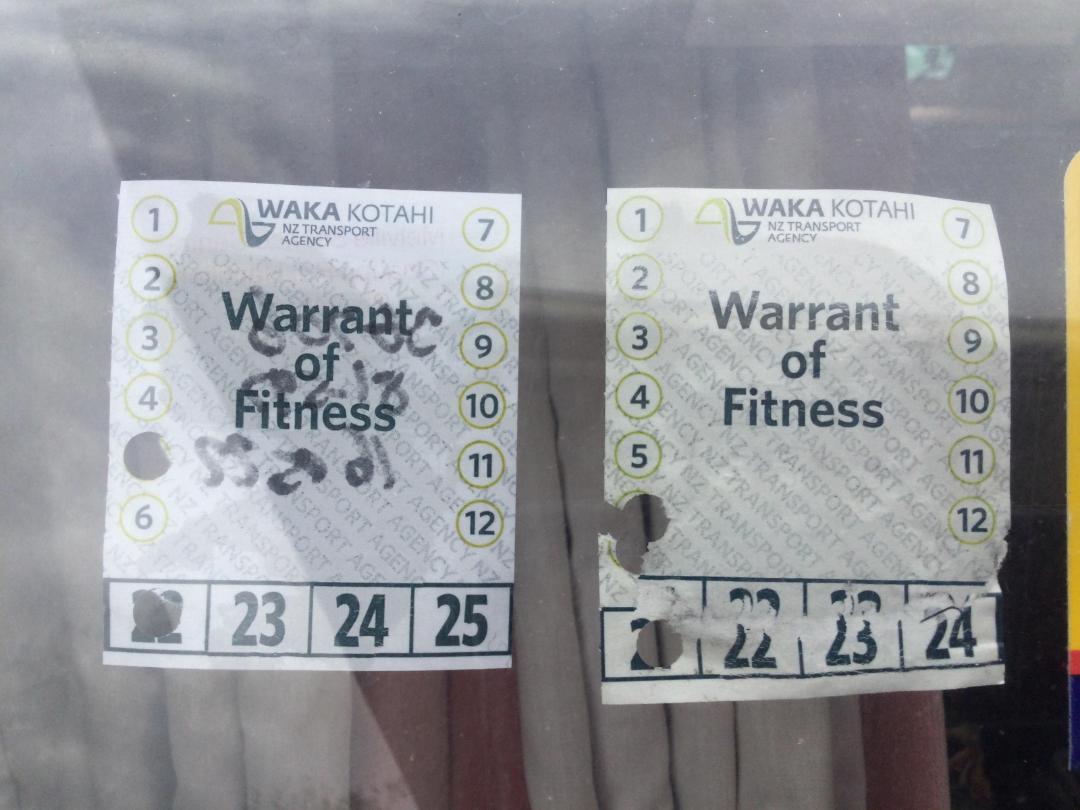 WAKA KOTAHI
NZ TRANSPORT
AGENCY
1
2
3
4
6
7
8
9
10
11
12
Warrant
of
Fitness
23
24
25
WAKA KOTAHI
NZ TRANSPORT
AGENCY
1
2
3
4
5
7
8
9
10
11
12
Warrant
of
Fitness
22
23
24